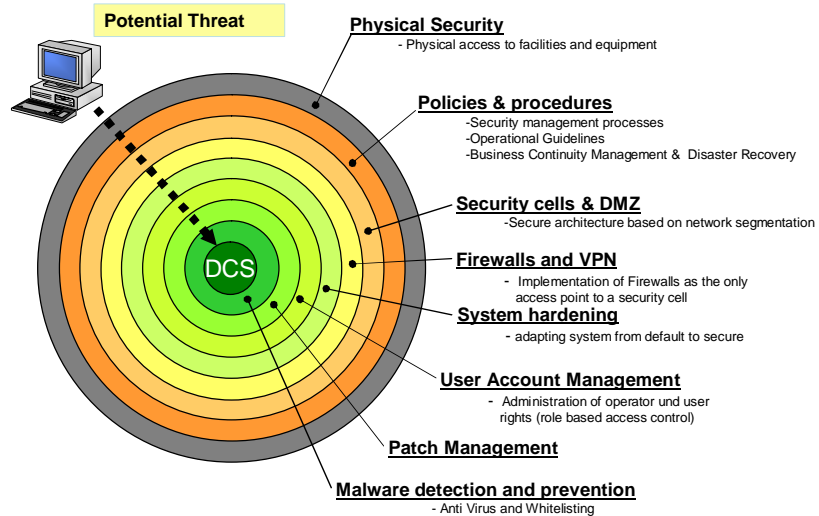 Potential Threat
Physical Security
- Physical access to facilities and equipment
Policies & procedures
-Security management processes
-Operational Guidelines
-Business Continuity Management & Disaster Recovery
Security cells & DMZ
-Secure architecture based on network segmentation
Firewalls and VPN
- Implementation of Firewalls as the only
access point to a security cell
System hardening
- adapting system from default to secure
User Account Management
- Administration of operator und user
rights (role based access control)
Patch Management
Malware detection and prevention
- Anti Virus and Whitelisting
DCS